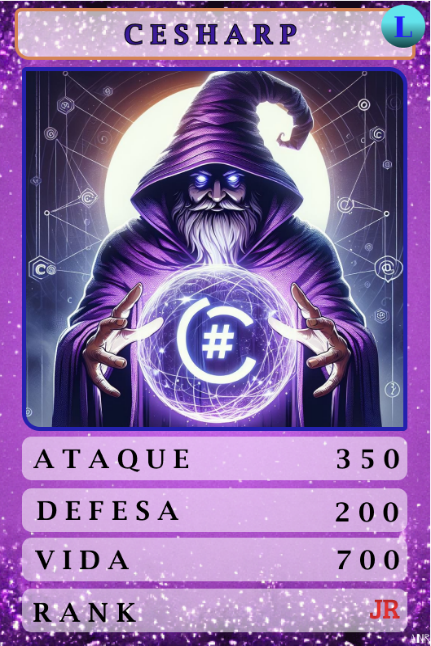 CESHARP
L
C#
ATAQUE 350
DEFESA 200
VIDA 700
RANK JR